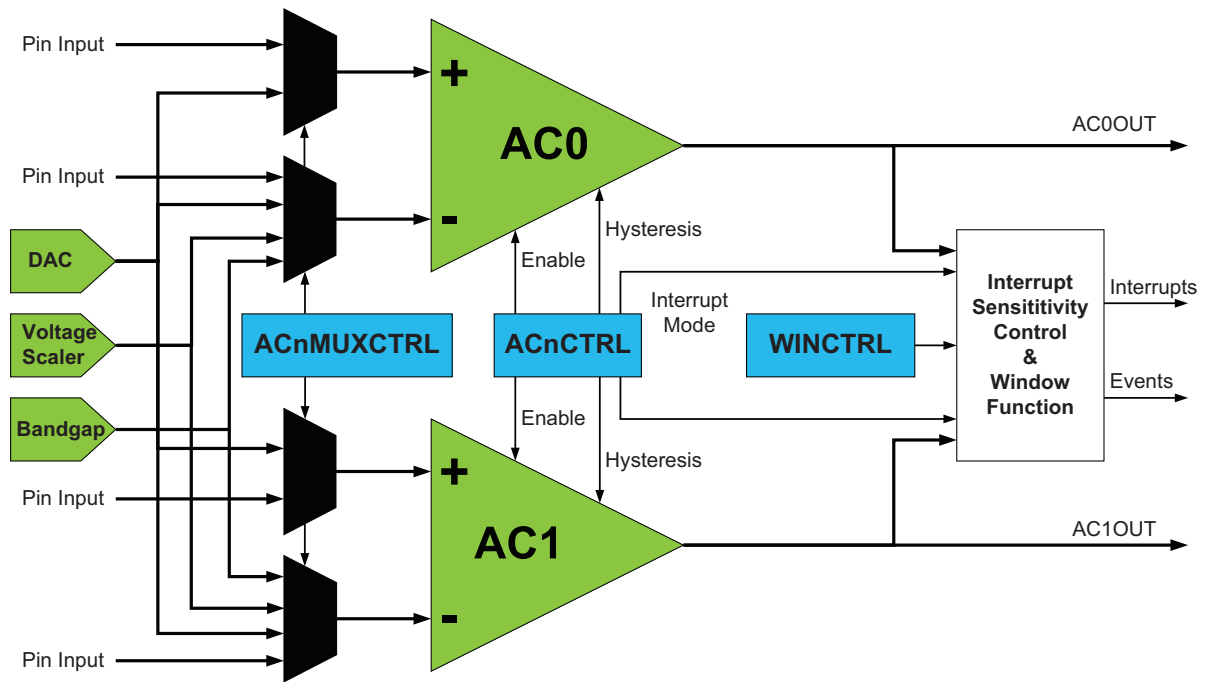 Pin Input
+
AC0
AC0OUT
Pin Input
-
Hysteresis
DAC
Enable
Interrupt
Sensititivity
Control
&
Window
Function
Interrupts
Interrupt
Mode
Voltage
Scaler
ACnMUXCTRL
ACnCTRL
WINCTRL
Events
Bandgap
Enable
Hysteresis
+
Pin Input
AC1
AC1OUT
-
Pin Input